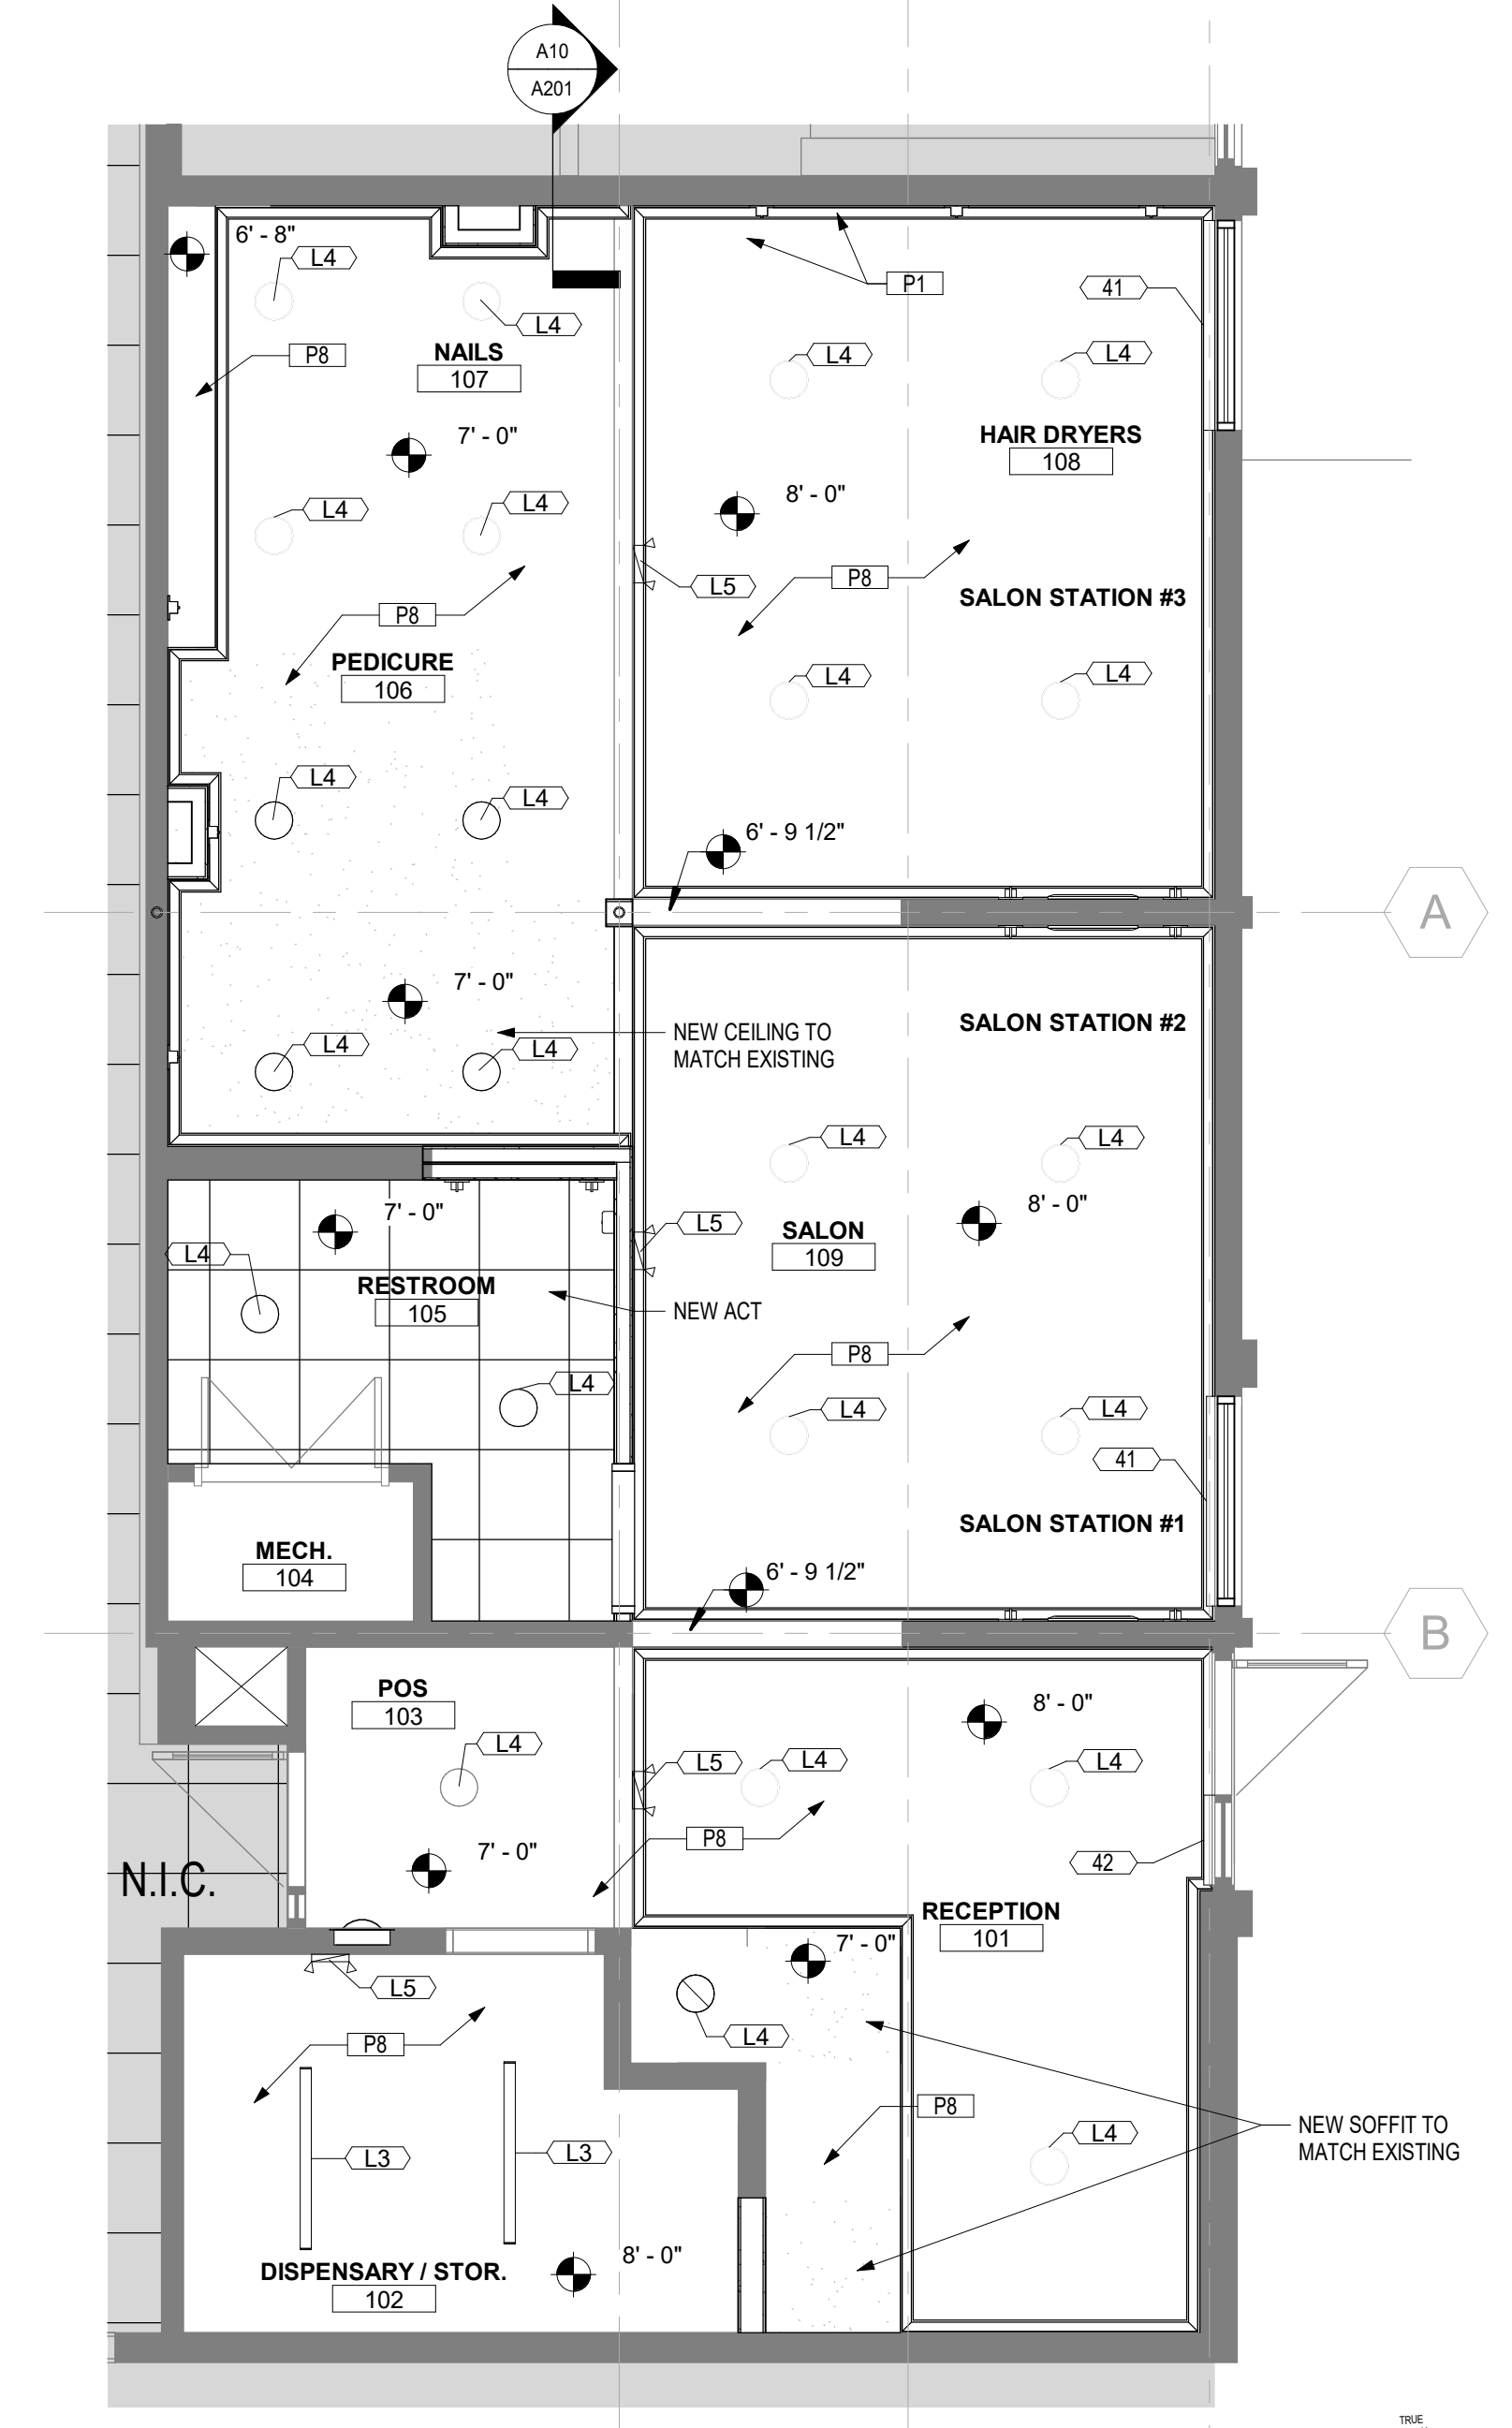 A10
A201
6' - 8"
L4
L4
P8
NAILS
107
7' - 0"
L4
L4
P8
PEDICURE
106
L4
L4
7' - 0"
L4
L4
NEW CEILING TO
MATCH EXISTING
P1
41
L4
L4
HAIR DRYERS
108
8' - 0"
L5
P8
SALON STATION #3
L4
L4
6' - 9 1/2"
A
SALON STATION #2
L4
L4
8' - 0"
L5
SALON
109
7' - 0"
L4
RESTROOM
105
NEW ACT
P8
L4
L4
L4
41
SALON STATION #1
MECH.
104
6' - 9 1/2"
B
POS
103
8' - 0"
L4
L5
L4
L4
P8
7' - 0"
42
N.I.C.
RECEPTION
101
7' - 0"
L5
L4
P8
P8
L4
L3
L3
NEW SOFFIT TO
MATCH EXISTING
8' - 0"
DISPENSARY / STOR.
102
TRUE